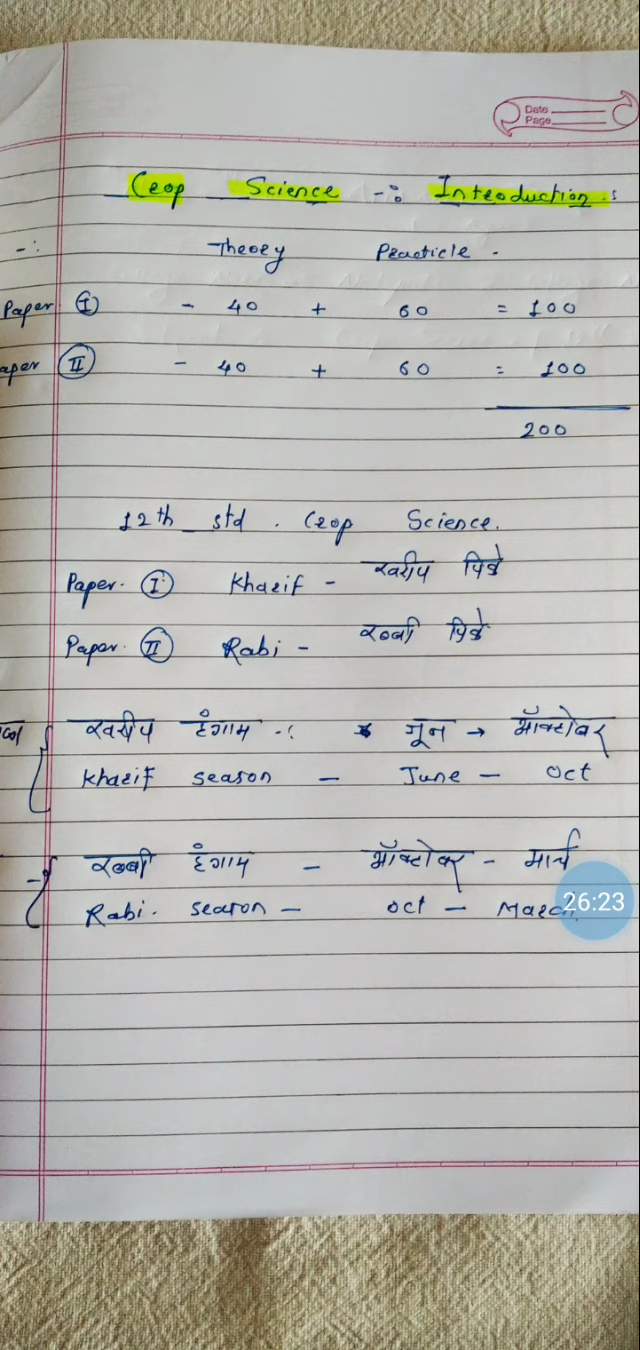 Date
Page
Crop Science -: Introduction :
-: Theory Practicle -
Paper I - 40 + 60 = 100
aper II - 40 + 60 = 100
200
12th std. Crop Science.
Paper. I Kharif - खरीप पिके
Paper. II Rabi - रब्बी पिके
खरीप हंगाम -: जून → ऑक्टोबर
Kharif season - June - Oct
रब्बी हंगाम - ऑक्टोबर - मार्च
Rabi. season - oct - March.
26:23